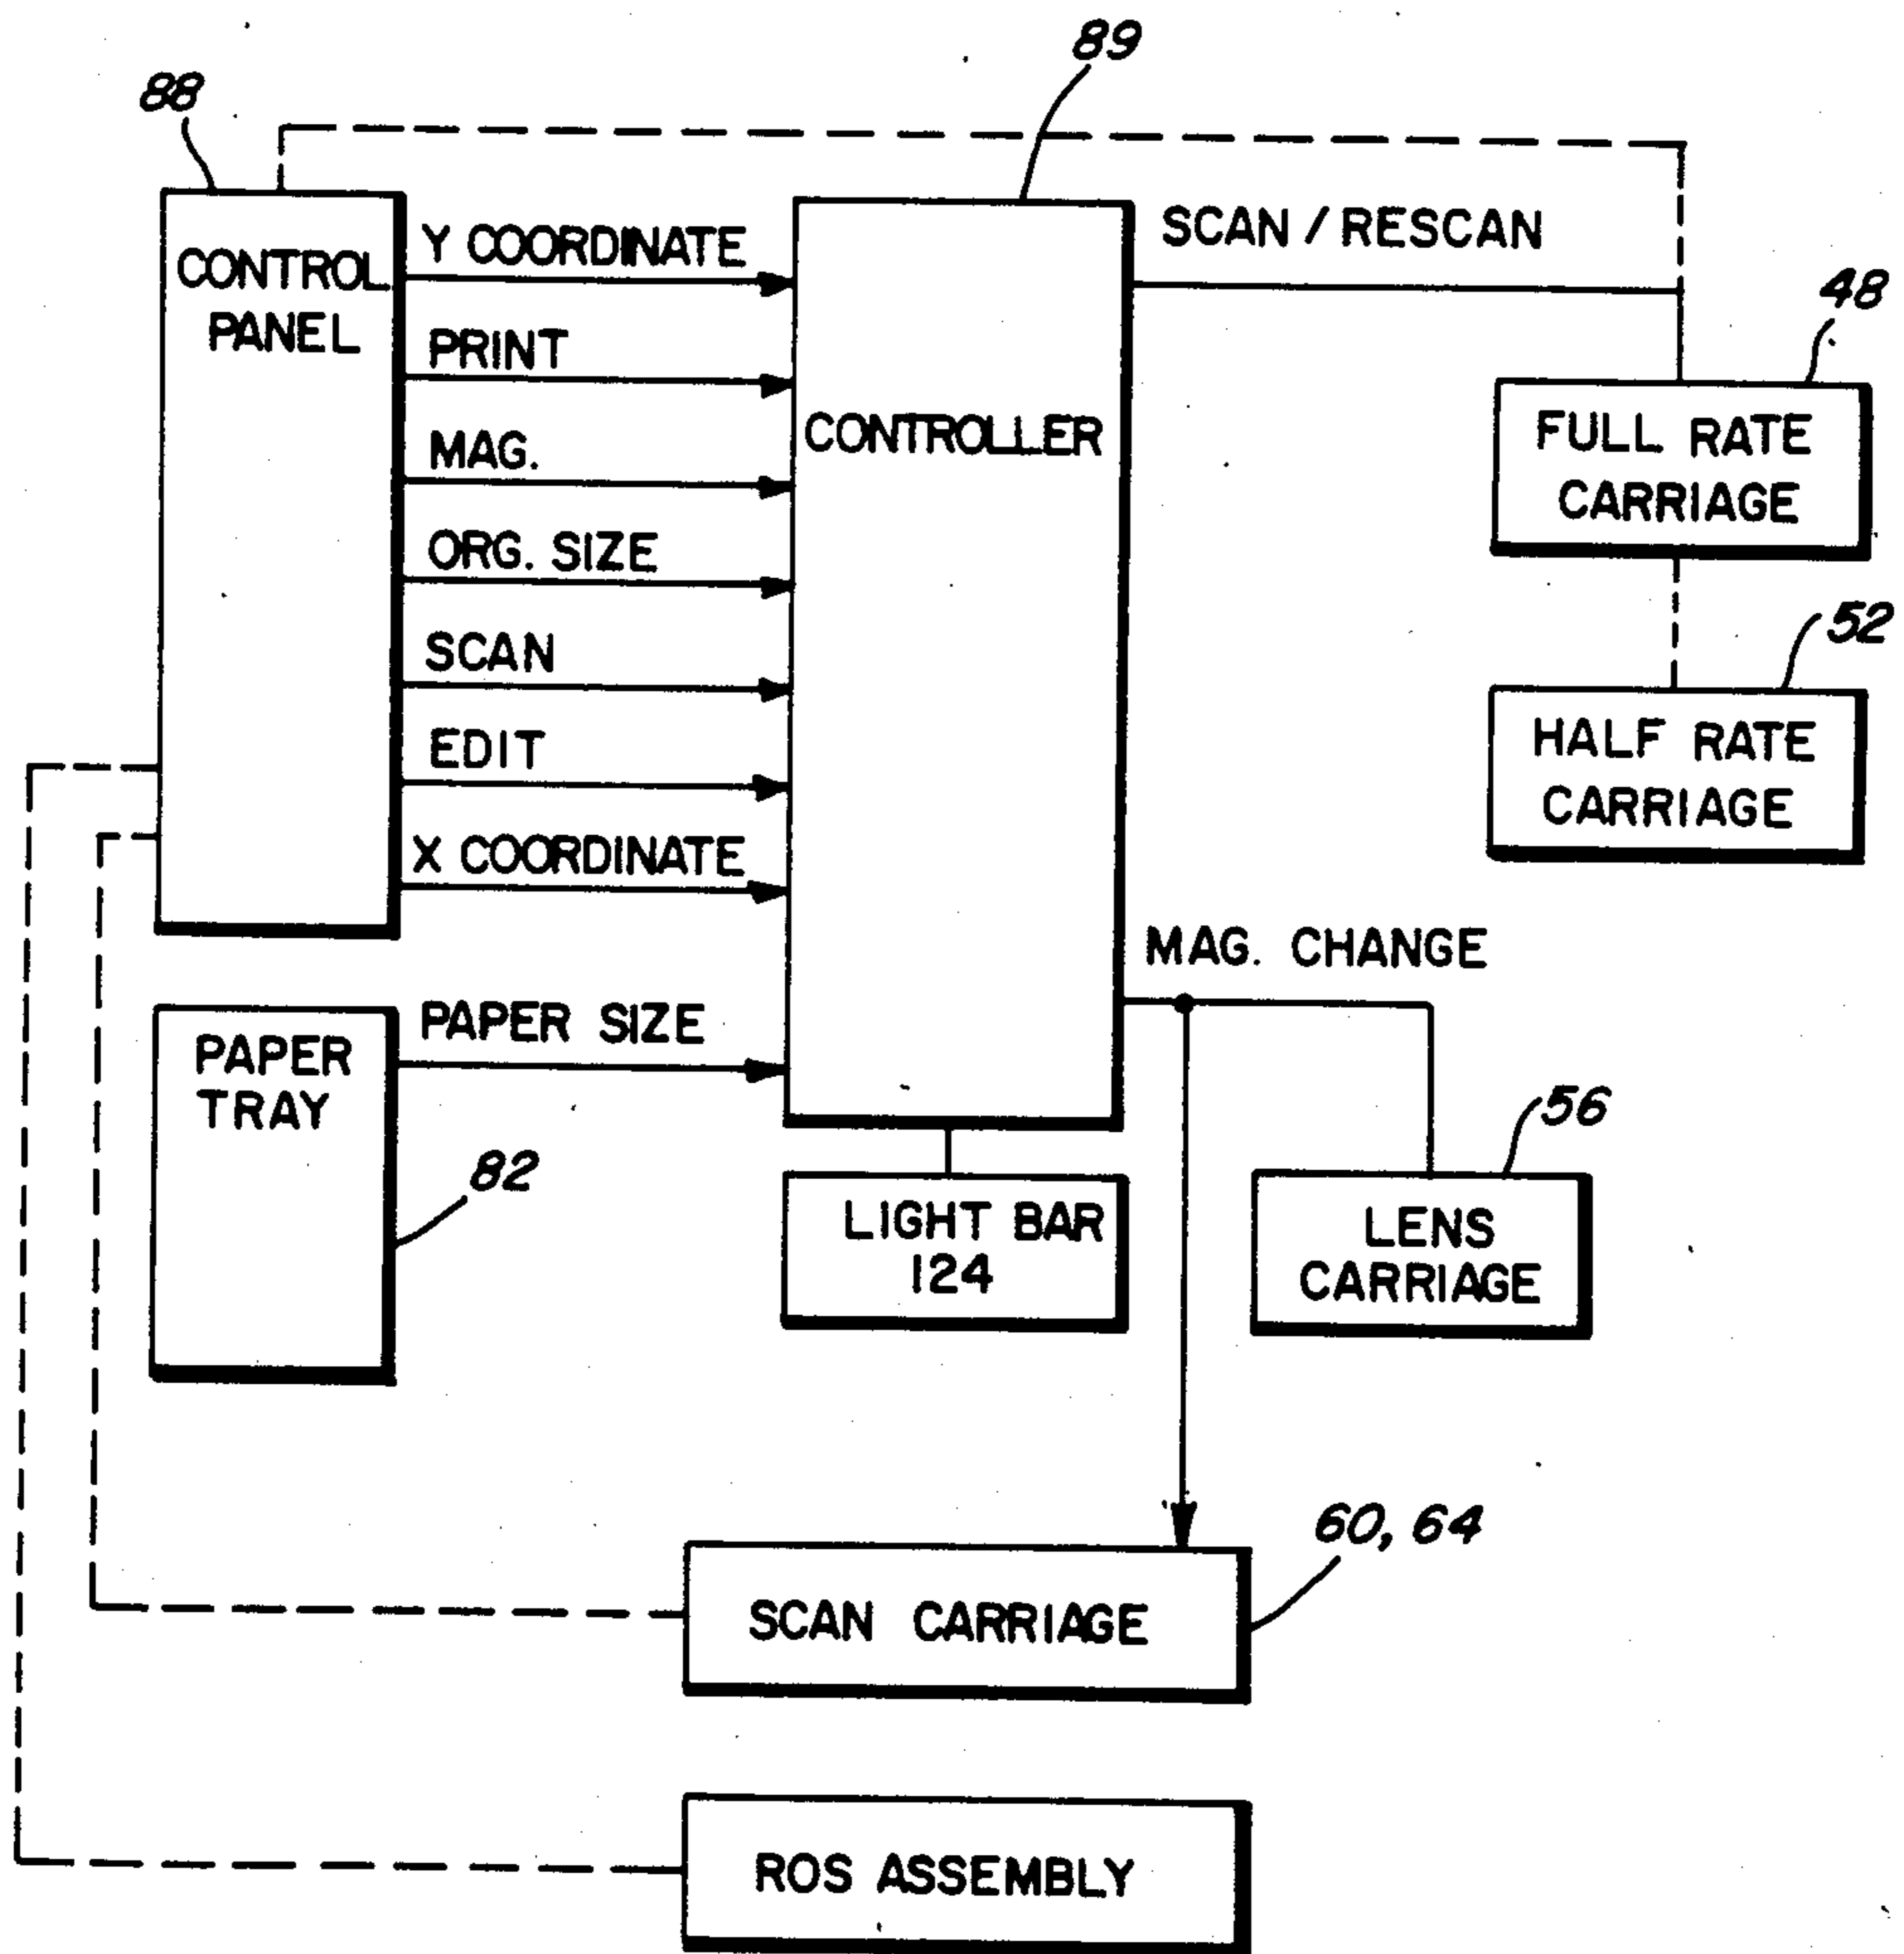 88
89
CONTROL
PANEL
Y COORDINATE
PRINT
MAG.
ORG. SIZE
SCAN
EDIT
X COORDINATE
CONTROLLER
SCAN / RESCAN
48
FULL RATE
CARRIAGE
52
HALF RATE
CARRIAGE
MAG. CHANGE
PAPER
TRAY
PAPER SIZE
82
LIGHT BAR
124
56
LENS
CARRIAGE
60, 64
SCAN CARRIAGE
ROS ASSEMBLY